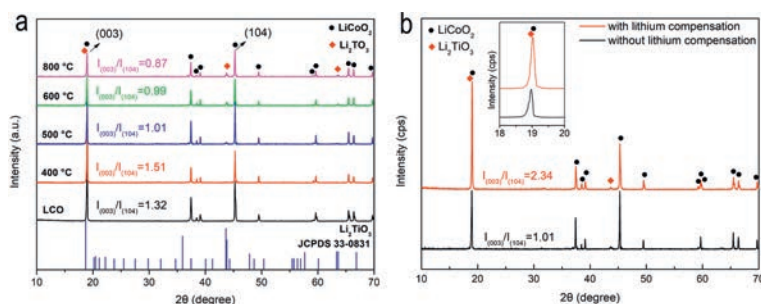 a
(003)
(104)
LiCoO₂
Li₂TO₃
800 °C
I₍₀₀₃₎/I₍₁₀₄₎=0.87
600 °C
I₍₀₀₃₎/I₍₁₀₄₎=0.99
500 °C
I₍₀₀₃₎/I₍₁₀₄₎=1.01
400 °C
I₍₀₀₃₎/I₍₁₀₄₎=1.51
LCO
I₍₀₀₃₎/I₍₁₀₄₎=1.32
Li₂TiO₃
JCPDS 33-0831
Intensity (a.u.)
10 20 30 40 50 60 70
2θ (degree)
b
LiCoO₂
Li₂TiO₃
with lithium compensation
without lithium compensation
Intensity (cps)
18 19 20
I₍₀₀₃₎/I₍₁₀₄₎=2.34
I₍₀₀₃₎/I₍₁₀₄₎=1.01
Intensity (cps)
10 20 30 40 50 60 70
2θ (degree)